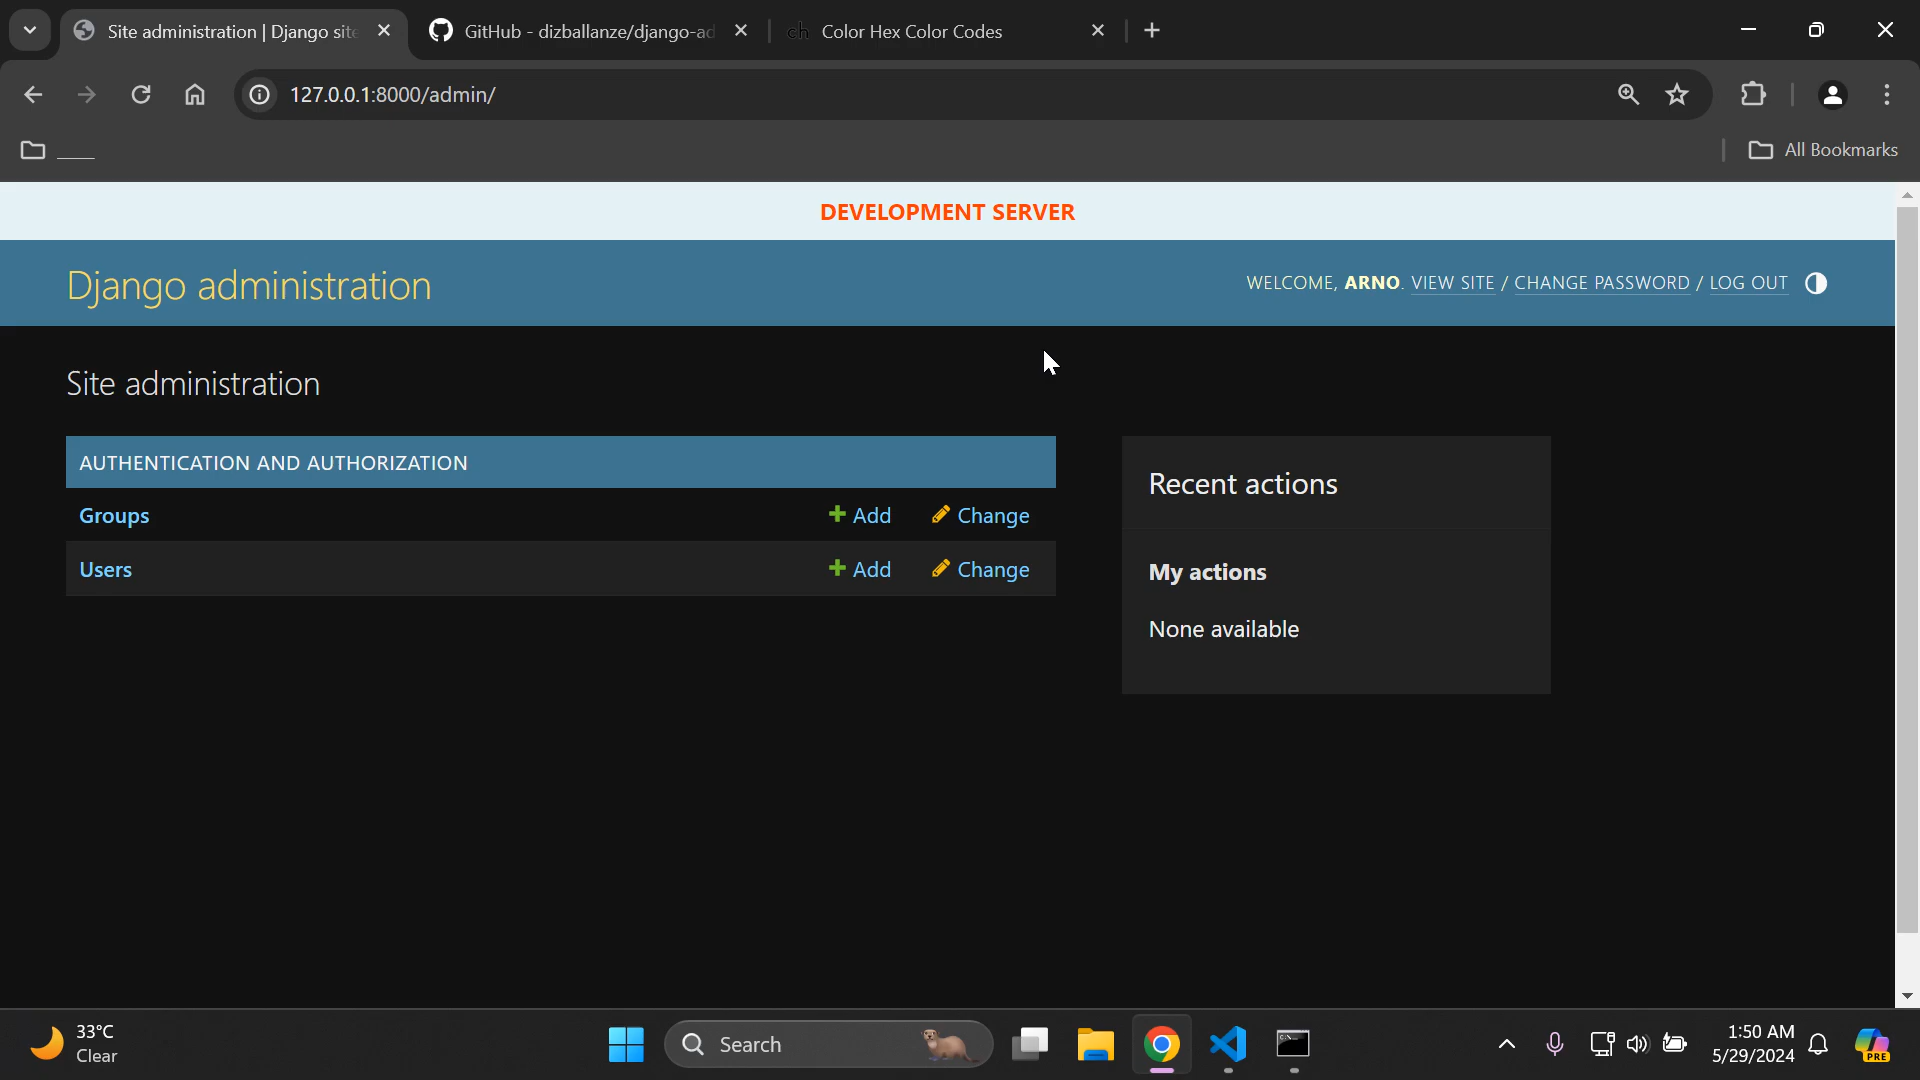 Site administration | Django site
GitHub - dizballanze/django-ad
ch Color Hex Color Codes
127.0.0.1:8000/admin/
____
All Bookmarks
DEVELOPMENT SERVER
Django administration
WELCOME, ARNO. VIEW SITE / CHANGE PASSWORD / LOG OUT
Site administration
AUTHENTICATION AND AUTHORIZATION
Groups
Add
Change
Users
Add
Change
Recent actions
My actions
None available
33°C
Clear
Search
1:50 AM
5/29/2024
PRE